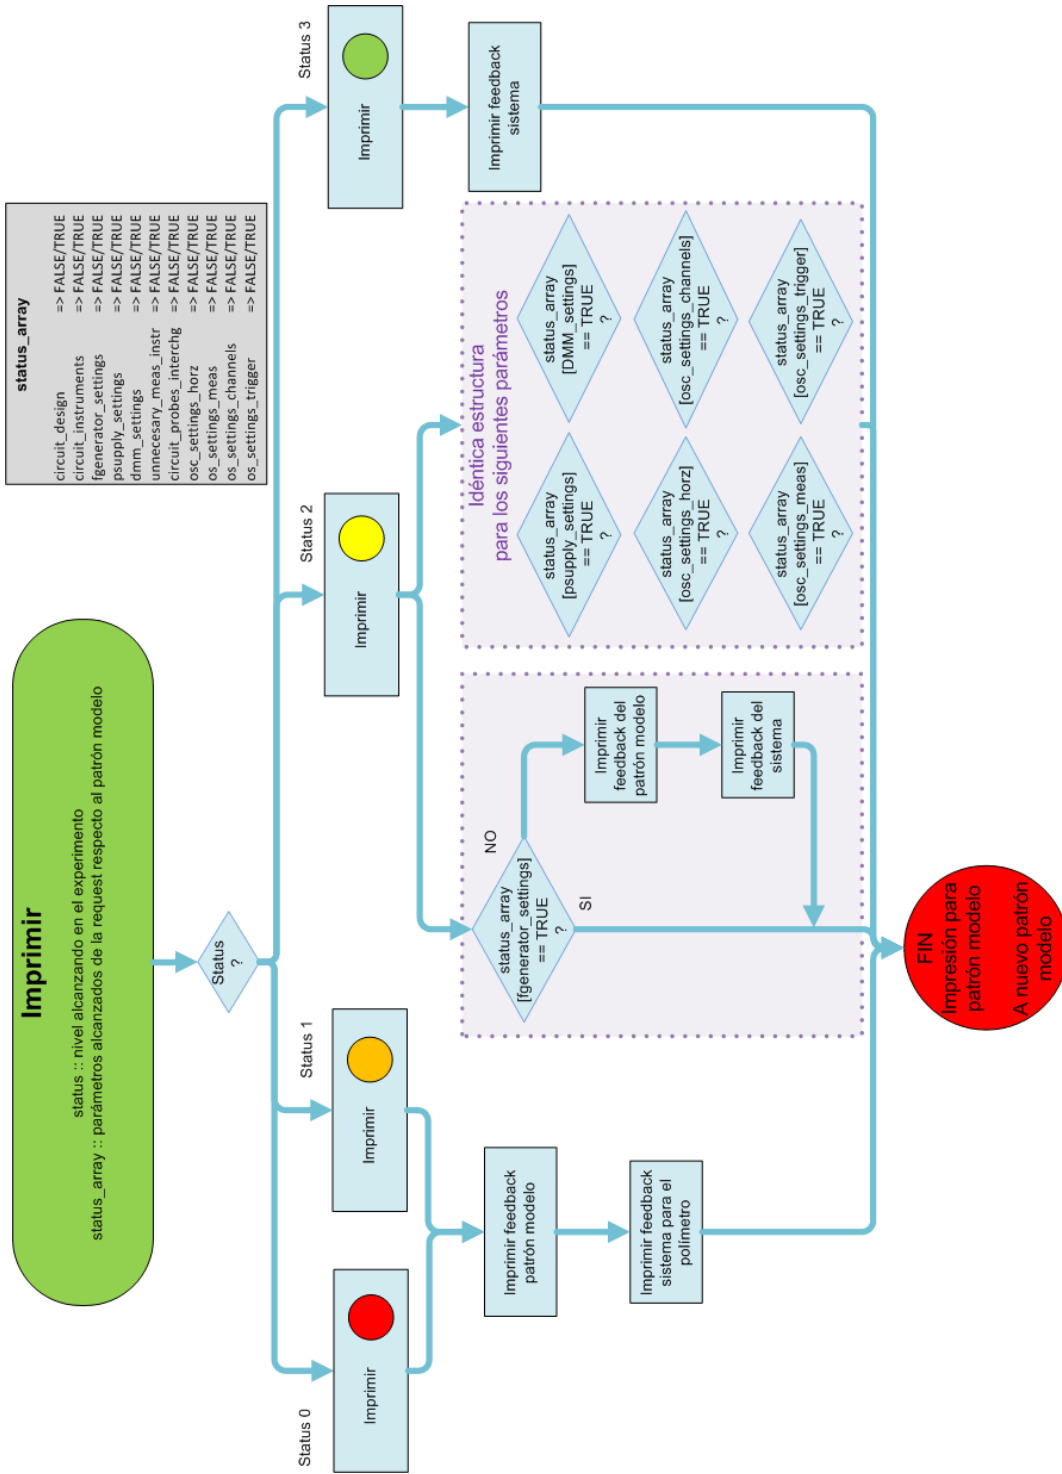 Imprimir
status :: nivel alcanzando en el experimento
status_array :: parámetros alcanzados de la request respecto al patrón modelo
status_array
circuit_design => FALSE/TRUE
circuit_instruments => FALSE/TRUE
fgenerator_settings => FALSE/TRUE
psupply_settings => FALSE/TRUE
dmm_settings => FALSE/TRUE
unnecesary_meas_instr => FALSE/TRUE
circuit_probes_interchg => FALSE/TRUE
osc_settings_horz => FALSE/TRUE
os_settings_meas => FALSE/TRUE
os_settings_channels => FALSE/TRUE
os_settings_trigger => FALSE/TRUE
Status
?
Status 0
Imprimir
Status 1
Imprimir
Status 2
Imprimir
Status 3
Imprimir
Imprimir feedback
patrón modelo
Imprimir feedback
sistema para el
polímetro
status_array
[fgenerator_settings]
== TRUE
?
NO
SI
Imprimir
feedback del
patrón modelo
Imprimir
feedback del
sistema
Idéntica estructura
para los siguientes parámetros
status_array
[psupply_settings]
== TRUE
?
status_array
[DMM_settings]
== TRUE
?
status_array
[osc_settings_horz]
== TRUE
?
status_array
[osc_settings_channels]
== TRUE
?
status_array
[osc_settings_meas]
== TRUE
?
status_array
[osc_settings_trigger]
== TRUE
?
Imprimir feedback
sistema
FIN
Impresión para
patrón modelo
A nuevo patrón
modelo